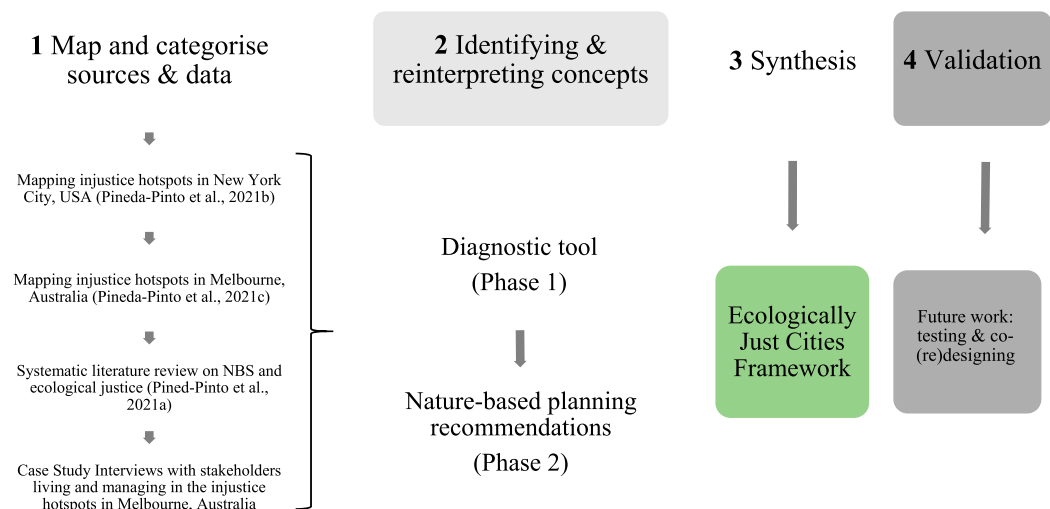 1 Map and categorise
sources & data
Mapping injustice hotspots in New York
City, USA (Pineda-Pinto et al., 2021b)
Mapping injustice hotspots in Melbourne,
Australia (Pineda-Pinto et al., 2021c)
Systematic literature review on NBS and
ecological justice (Pined-Pinto et al.,
2021a)
Case Study Interviews with stakeholders
living and managing in the injustice
hotspots in Melbourne, Australia
2 Identifying &
reinterpreting concepts
Diagnostic tool
(Phase 1)
Nature-based planning
recommendations
(Phase 2)
3 Synthesis
Ecologically
Just Cities
Framework
4 Validation
Future work:
testing & co-
(re)designing